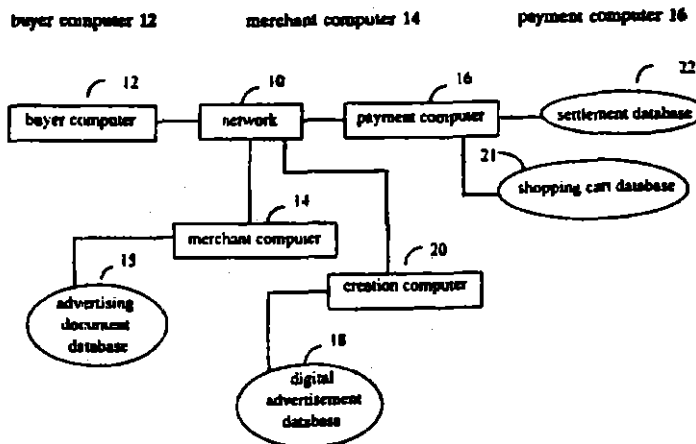 buyer computer 12 merchant computer 14 payment computer 16
12 10 16 22
buyer computer network payment computer settlement database
21
shopping cart database
14
merchant computer
15 20
advertising
document
database
creation computer
18
digital
advertisement
database